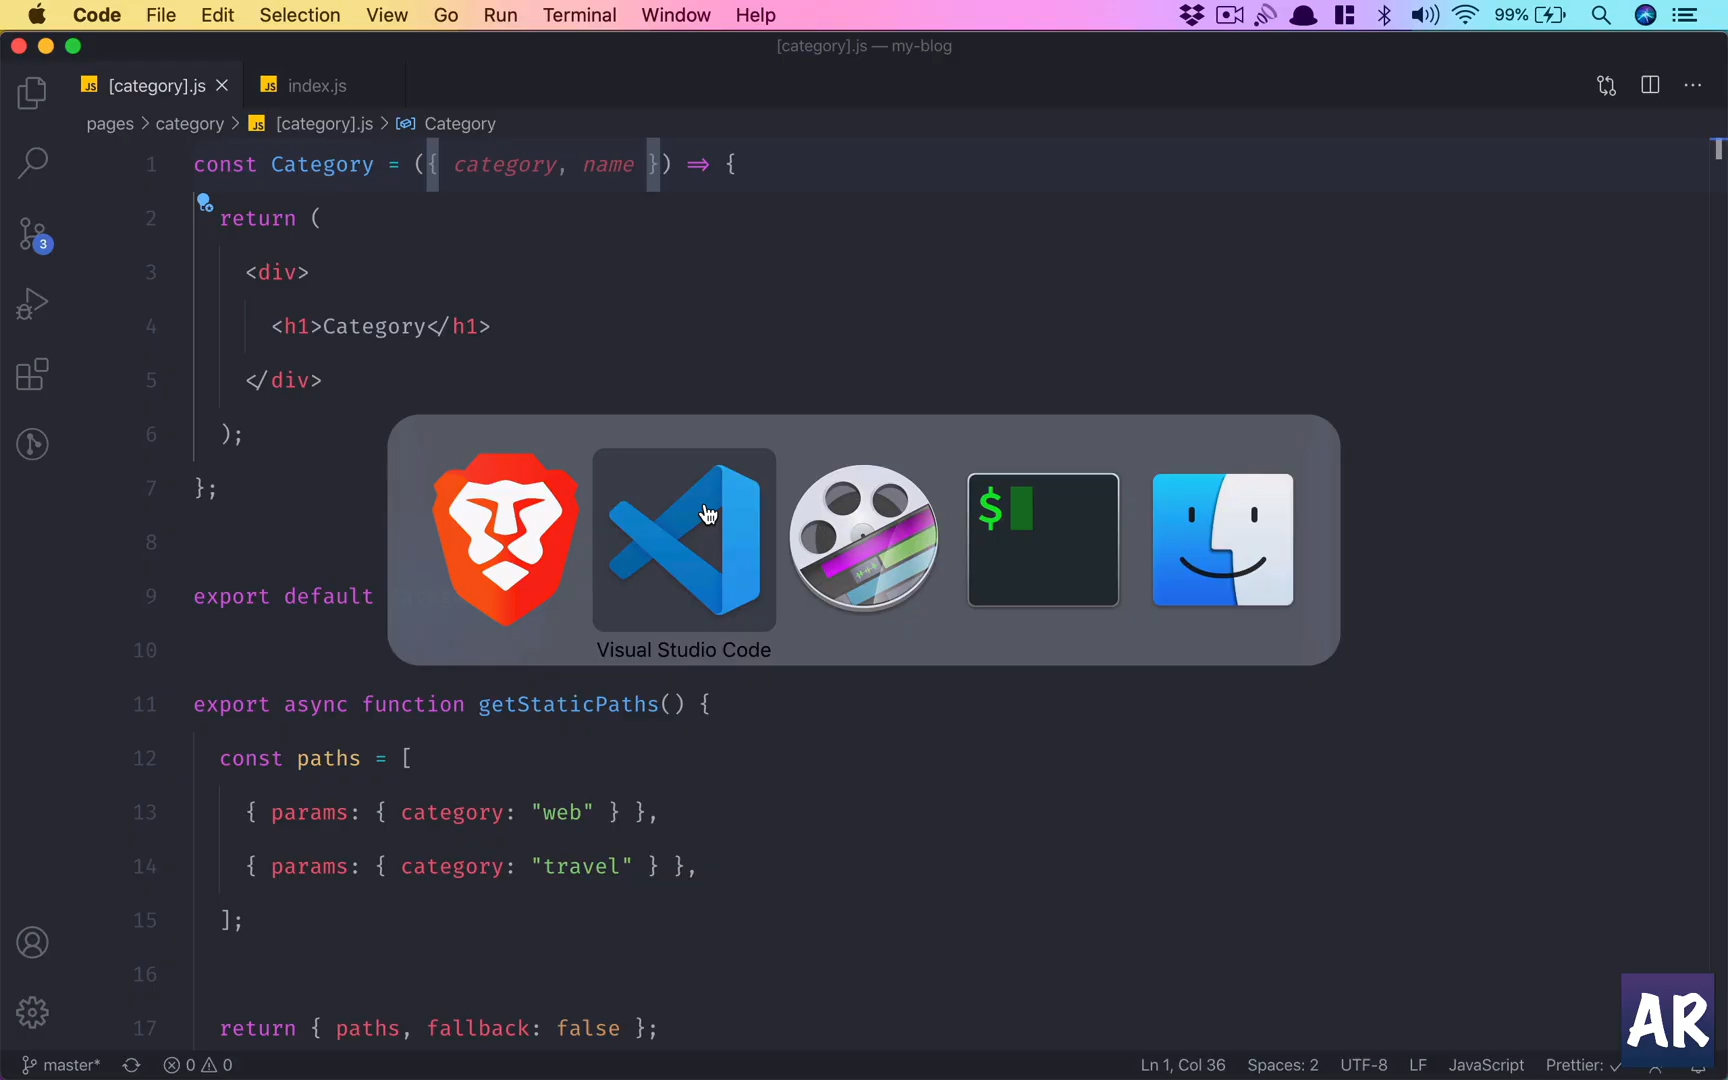 Code File Edit Selection View Go Run Terminal Window Help 99%
[category].js — my-blog
JS [category].js JS index.js
pages category JS [category].js Category
1 const Category = ({ category, name }) => {
2 return (
3 <div>
3
4 <h1>Category</h1>
5 </div>
6 );
7 };
8
9 export default
$
Visual Studio Code
10
11 export async function getStaticPaths() {
12 const paths = [
13 { params: { category: "web" } },
14 { params: { category: "travel" } },
15 ];
16
17 return { paths, fallback: false };
AR
master* 0 0 Ln 1, Col 36 Spaces: 2 UTF-8 LF JavaScript Prettier: ✓